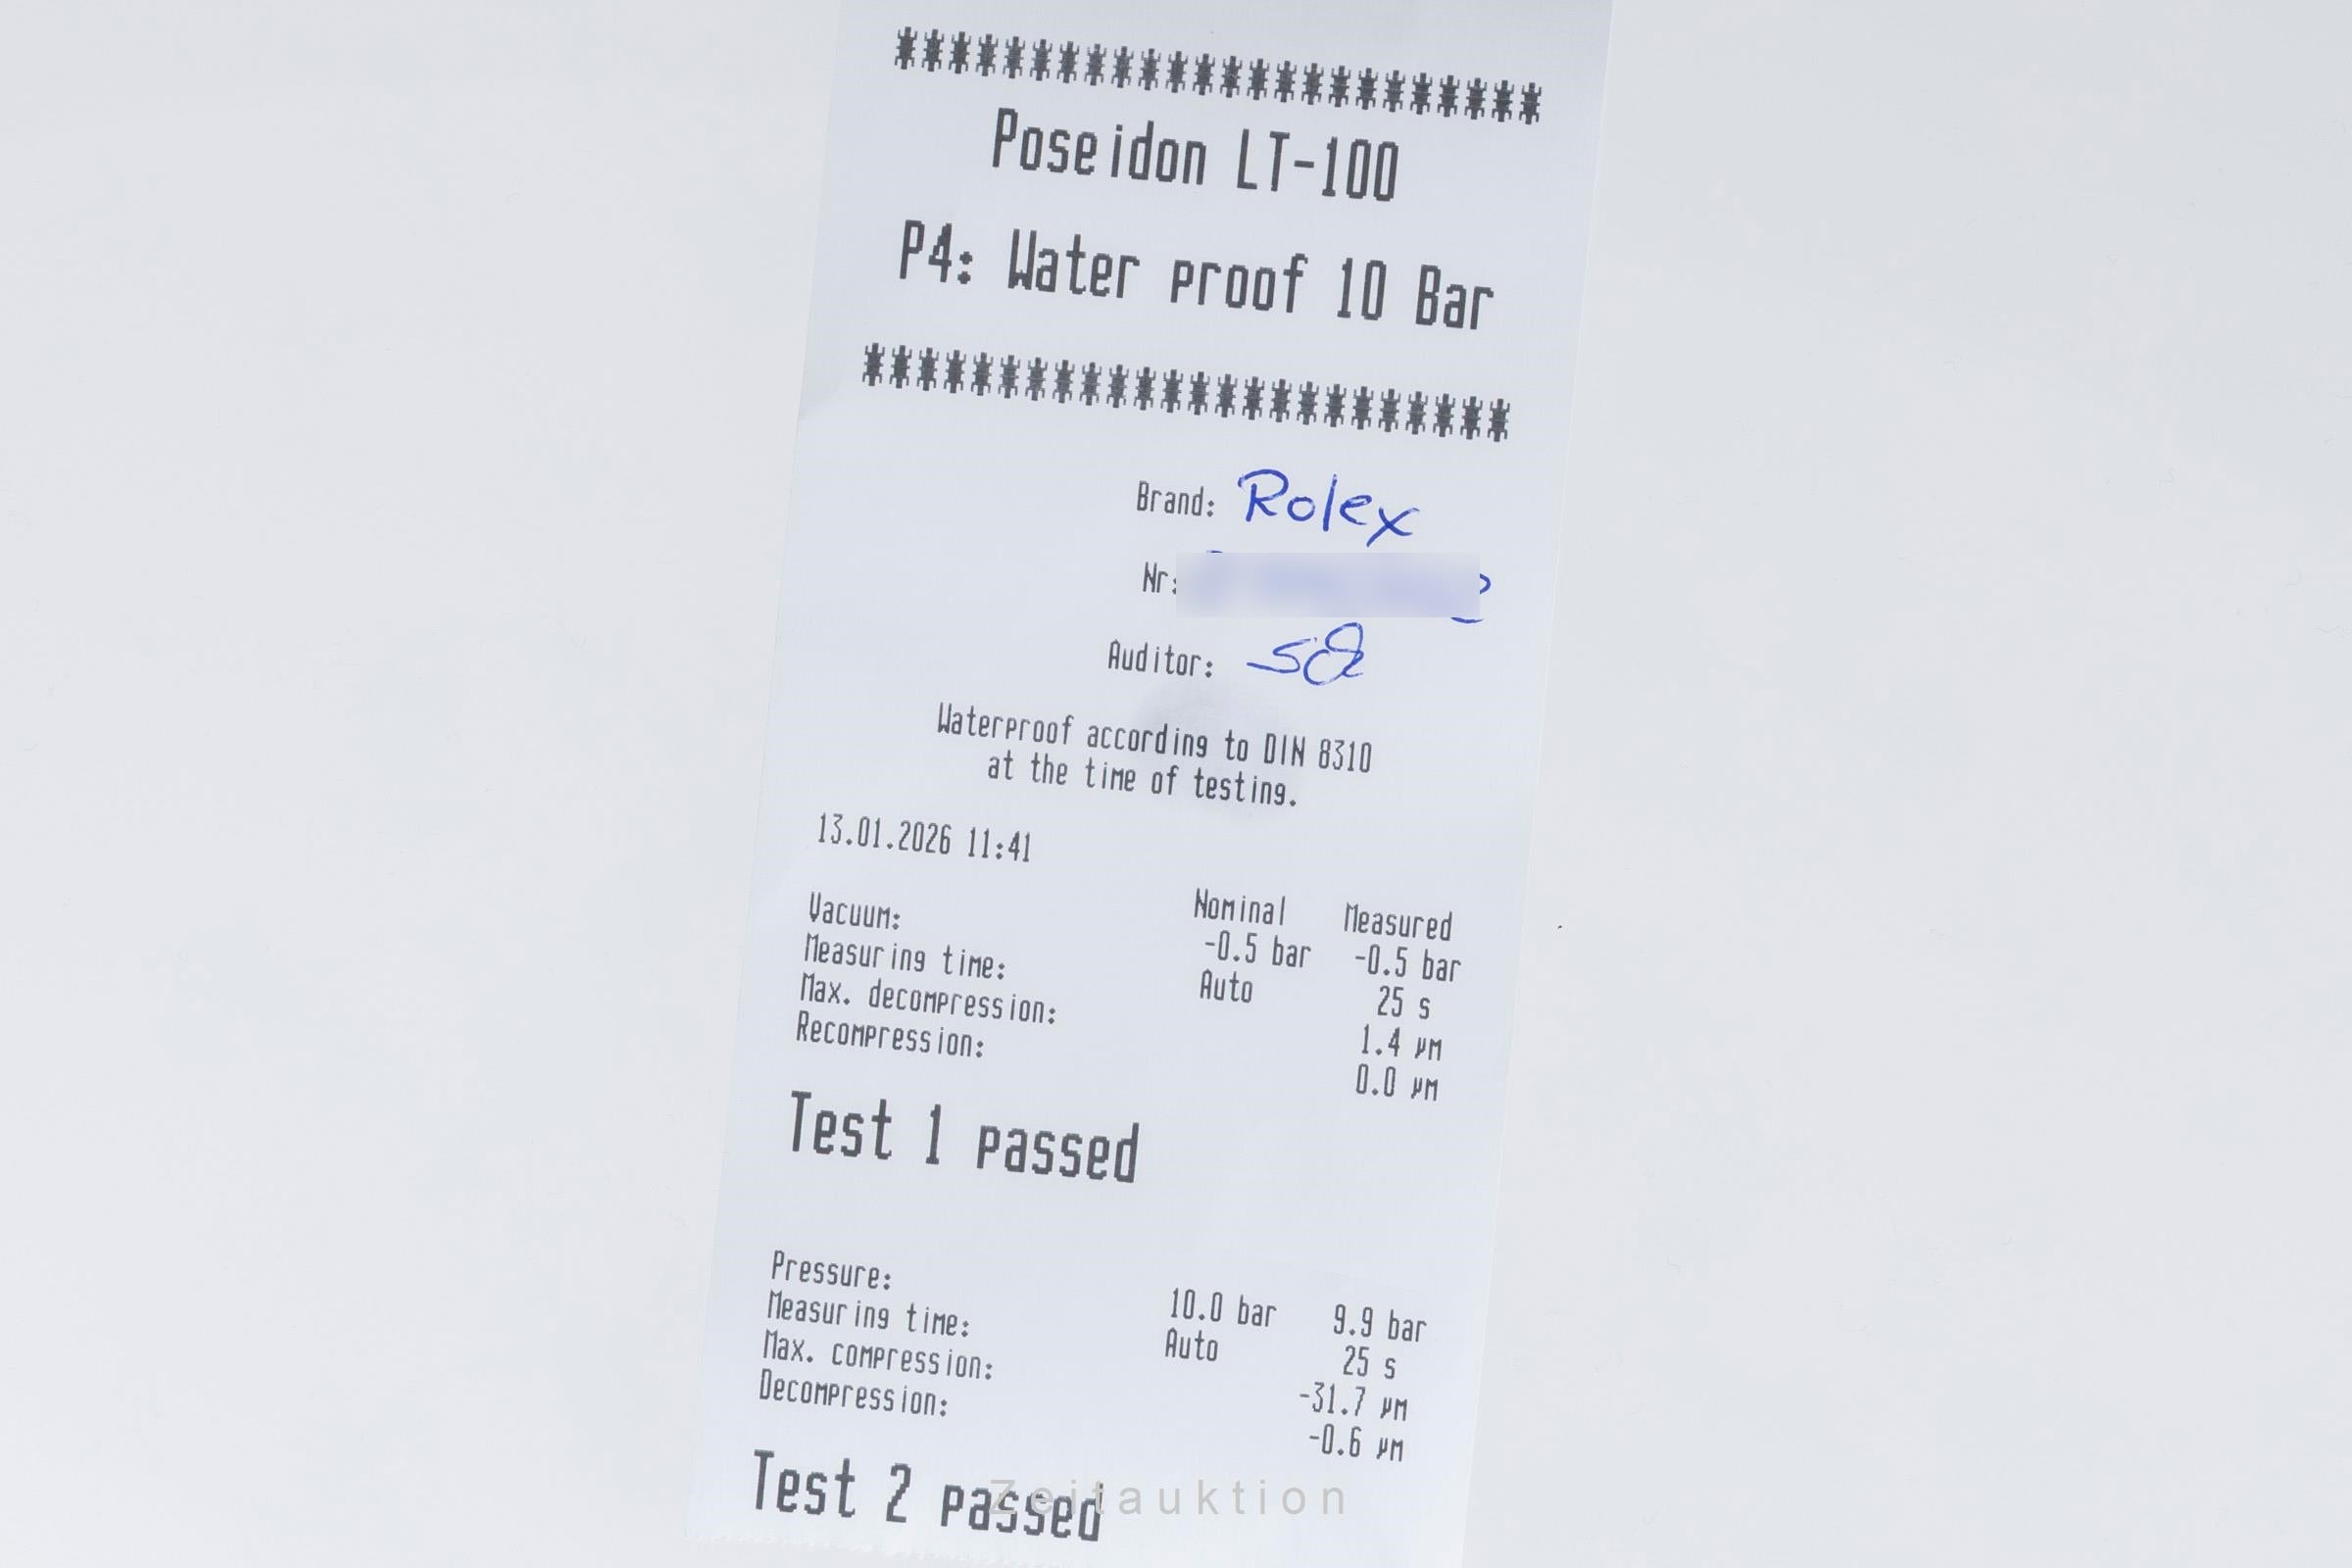 ************************
Poseidon LT-100
P4: Water proof 10 Bar
************************
Brand: Rolex
Nr:
Auditor:
Waterproof according to DIN 8310
at the time of testing.
13.01.2026 11:41
Nominal Measured
Vacuum: -0.5 bar -0.5 bar
Measuring time: Auto 25 s
Max. decompression: 1.4 µm
Recompression: 0.0 µm
Test 1 passed
Pressure: 10.0 bar 9.9 bar
Measuring time: Auto 25 s
Max. compression: -31.7 µm
Decompression: -0.6 µm
Test 2 passed
Zeitauktion